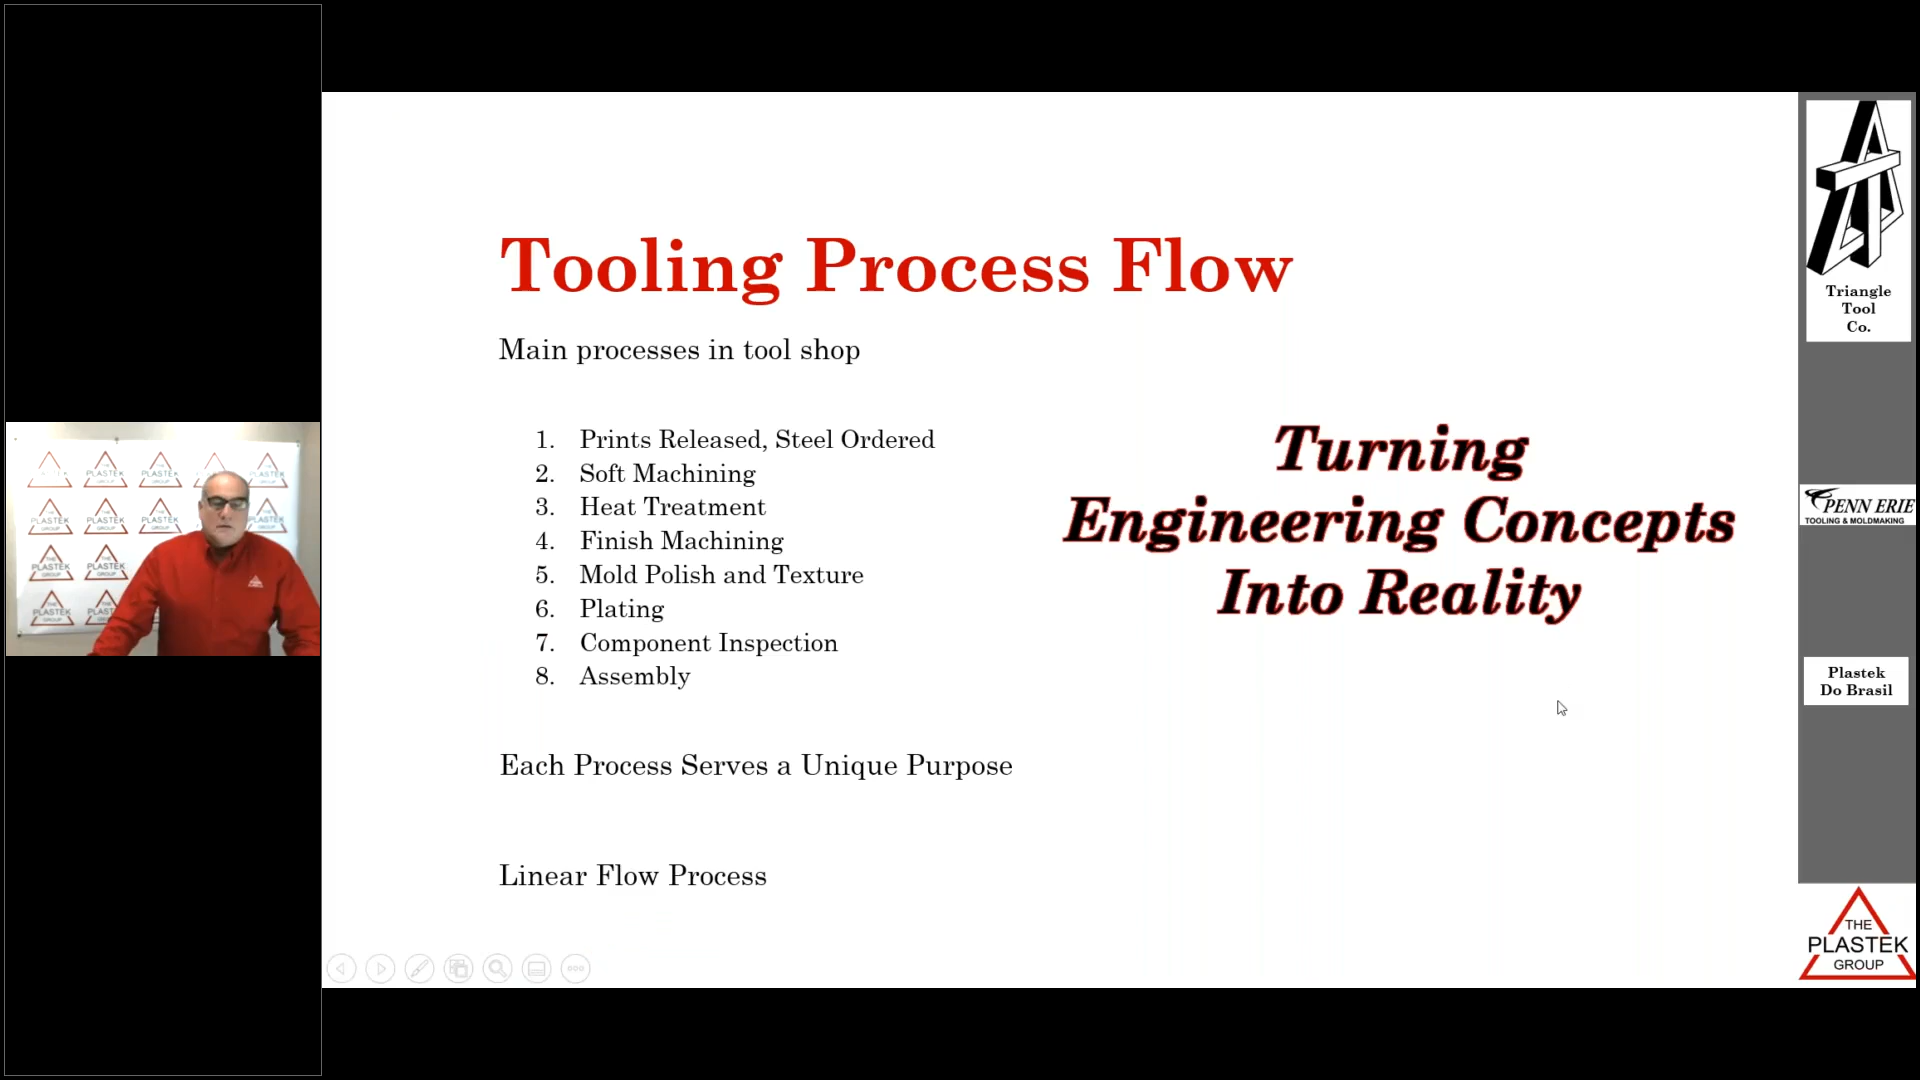 Tooling Process Flow
Main processes in tool shop
1. Prints Released, Steel Ordered
2. Soft Machining
3. Heat Treatment
4. Finish Machining
5. Mold Polish and Texture
6. Plating
7. Component Inspection
8. Assembly
Each Process Serves a Unique Purpose
Linear Flow Process
Turning
Engineering Concepts
Into Reality
Triangle
Tool
Co.
PENN ERIE
TOOLING & MOLDMAKING
Plastek
Do Brasil
THE
PLASTEK
GROUP